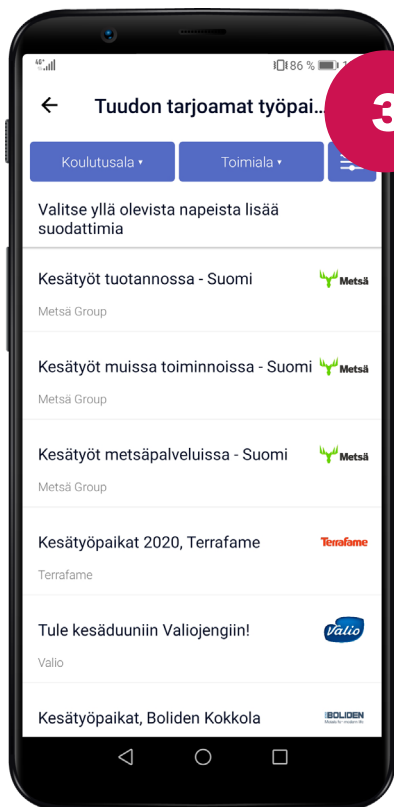 4G+
86 %
3
Tuudon tarjoamat työpai...
Koulutusala
Toimiala
Valitse yllä olevista napeista lisää
suodattimia
Kesätyöt tuotannossa - Suomi
Metsä
Metsä Group
Kesätyöt muissa toiminnoissa - Suomi
Metsä
Metsä Group
Kesätyöt metsäpalveluissa - Suomi
Metsä
Metsä Group
Kesätyöpaikat 2020, Terrafame
Terrafame
Terrafame
Tule kesäduuniin Valiojengiin!
Valio
Valio
Kesätyöpaikat, Boliden Kokkola
BOLIDEN